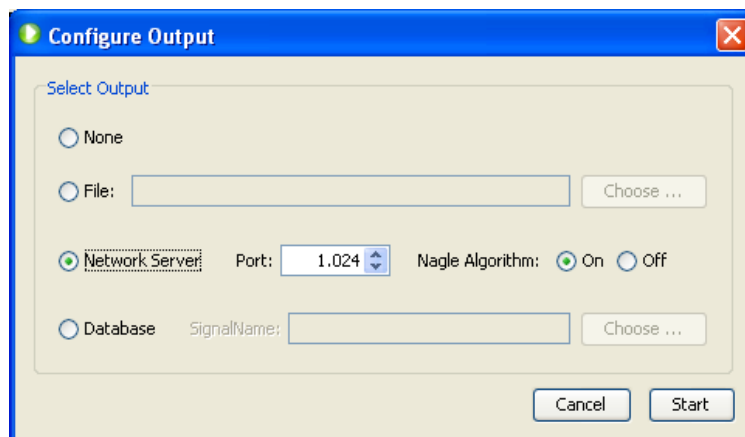 Configure Output
Select Output
None
File: Choose ...
Network Server Port: 1.024 Nagle Algorithm: On Off
Database SignalName: Choose ...
Cancel Start